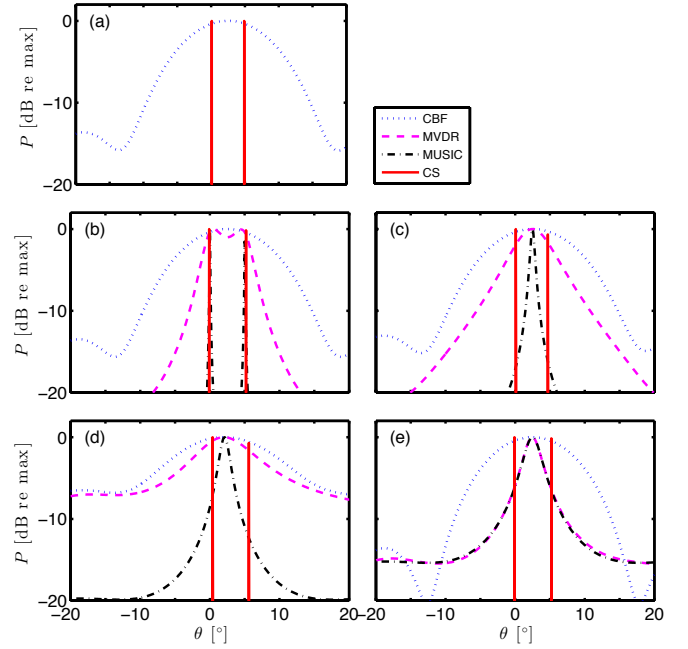 (a)
P [dB re max]
0
−10
−20
CBF
MVDR
MUSIC
CS
(b)
P [dB re max]
0
−10
−20
(c)
(d)
P [dB re max]
0
−10
−20
−20 −10 0 10 20
θ [°]
(e)
−20 −10 0 10 20
θ [°]